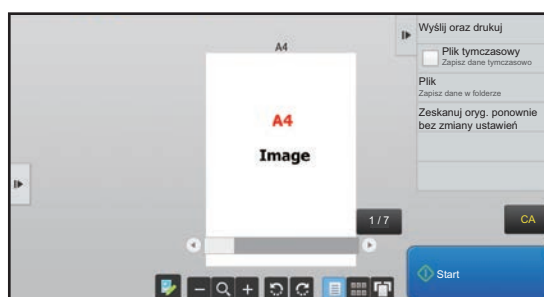 A4
A4
Image
1 / 7
Wyślij oraz drukuj
Plik tymczasowy
Zapisz dane tymczasowo
Plik
Zapisz dane w folderze
Zeskanuj oryg. ponownie
bez zmiany ustawień
CA
Start